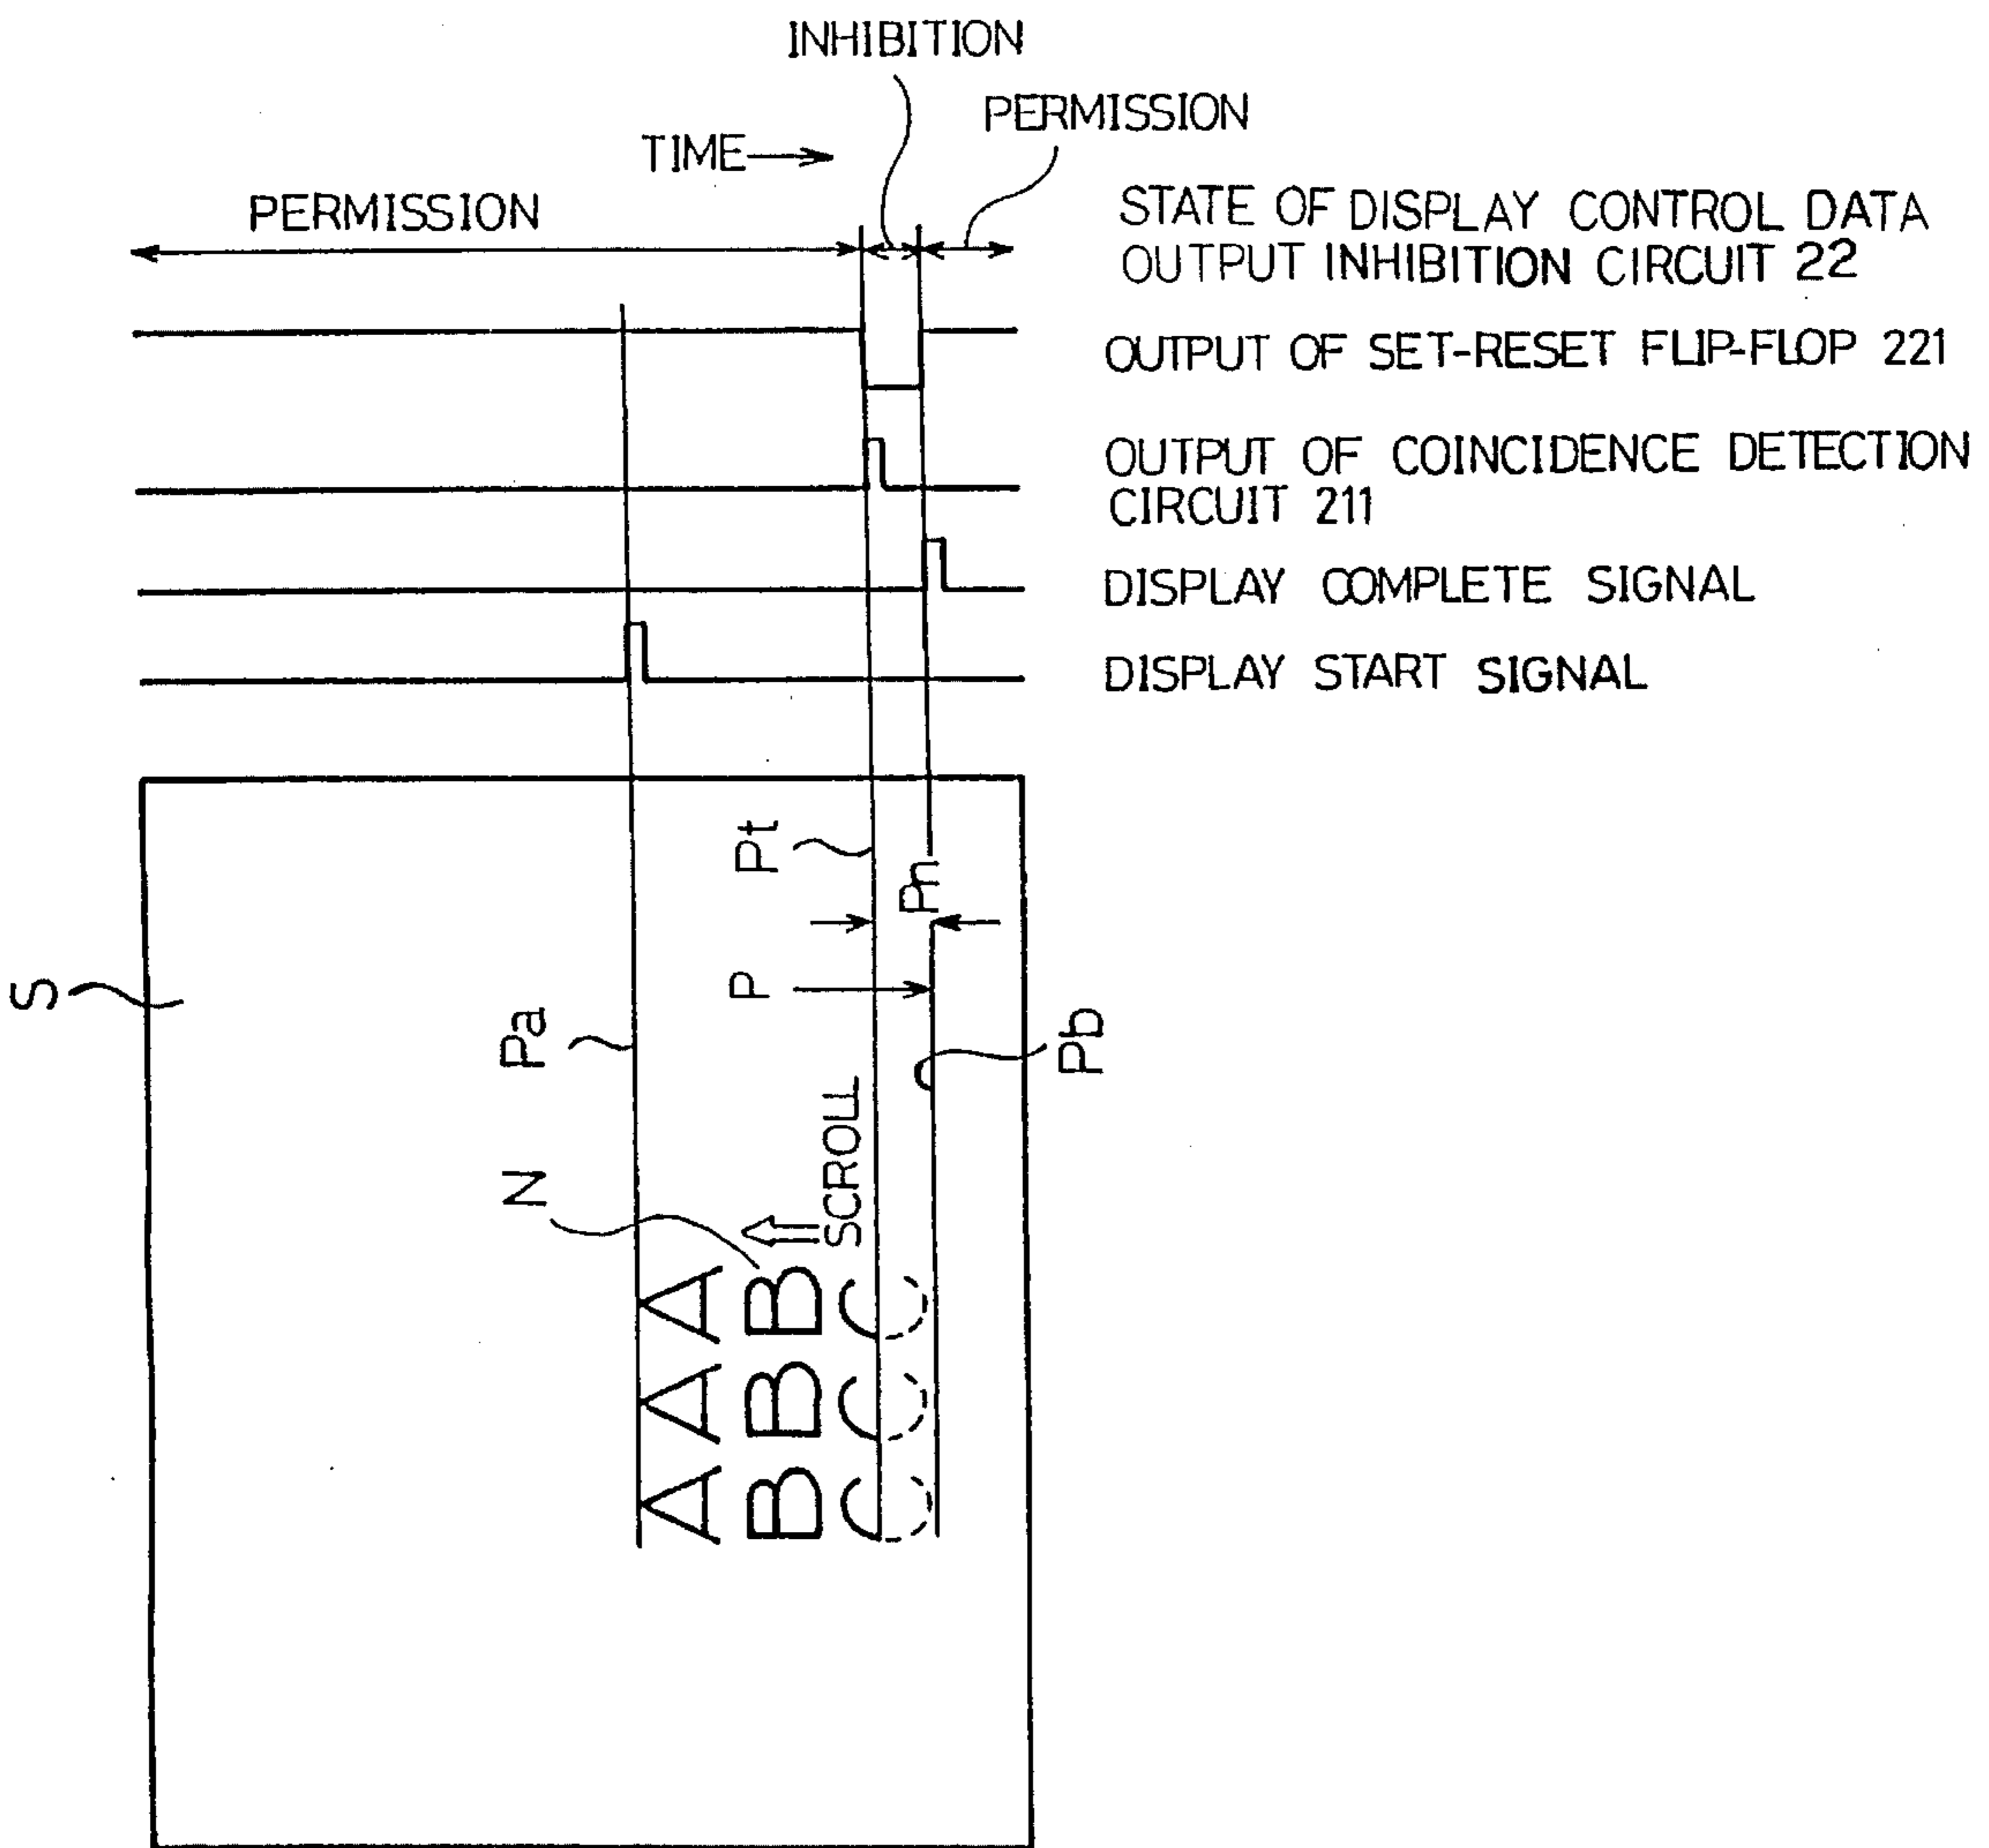 INHIBITION
PERMISSION
TIME
PERMISSION
STATE OF DISPLAY CONTROL DATA
OUTPUT INHIBITION CIRCUIT 22
OUTPUT OF SET-RESET FLIP-FLOP 221
OUTPUT OF COINCIDENCE DETECTION
CIRCUIT 211
DISPLAY COMPLETE SIGNAL
DISPLAY START SIGNAL
S
Pa
Pt
Pn
P
Pb
N
SCROLL
AAA
BBB
CCC